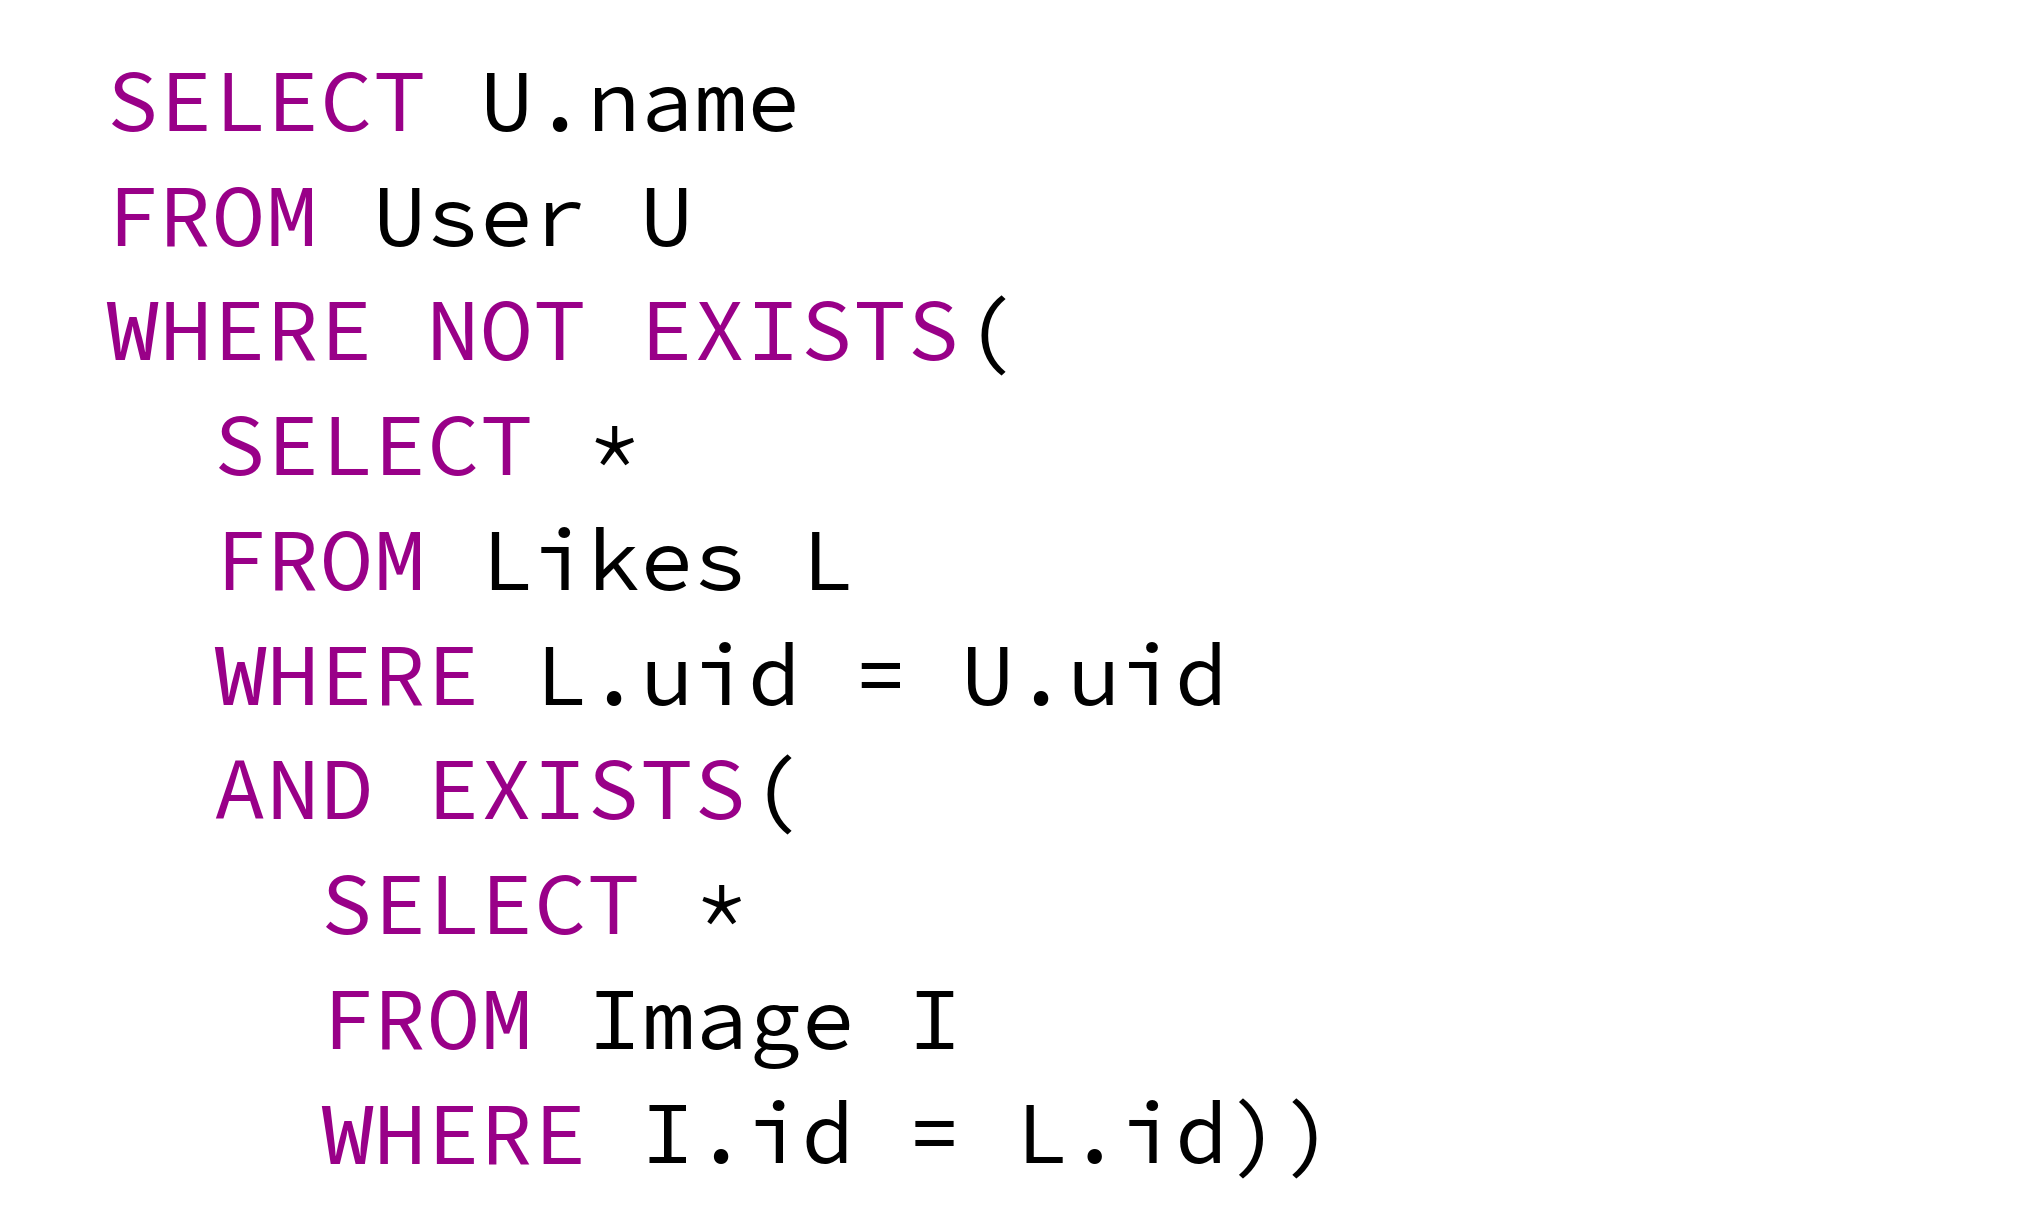 SELECT U.name
FROM User U
WHERE NOT EXISTS(
  SELECT *
  FROM Likes L
  WHERE L.uid = U.uid
  AND EXISTS(
    SELECT *
    FROM Image I
    WHERE I.id = L.id))